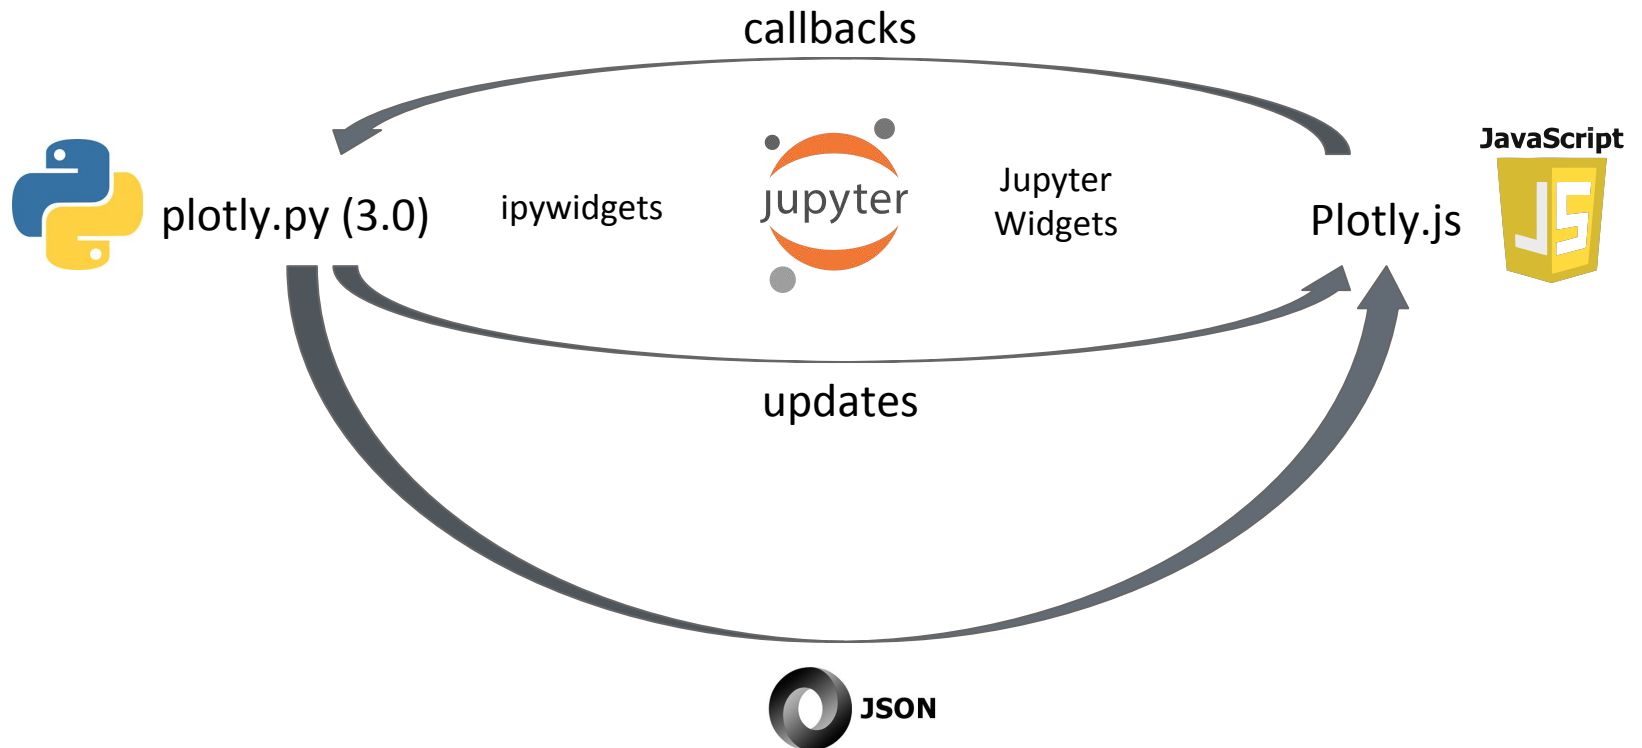 callbacks
JavaScript
JS
plotly.py (3.0)
ipywidgets
jupyter
Jupyter
Widgets
Plotly.js
updates
JSON